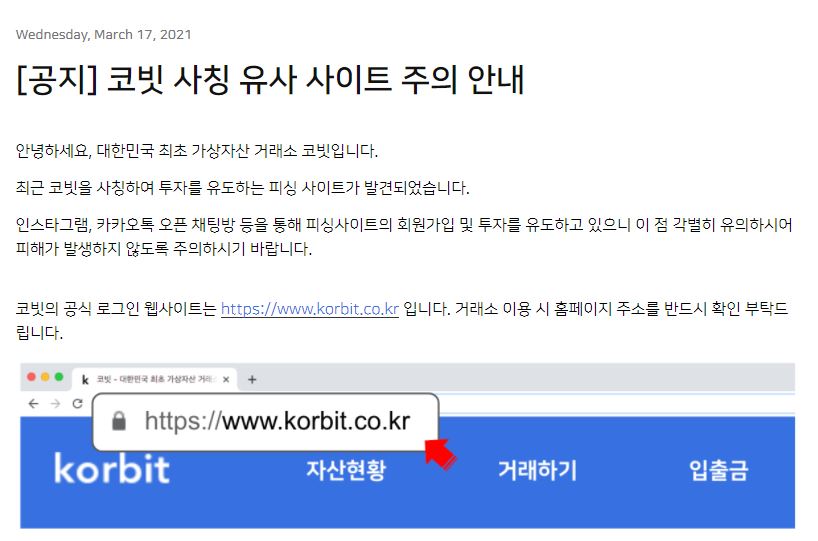 Wednesday, March 17, 2021
[공지] 코빗 사칭 유사 사이트 주의 안내
안녕하세요, 대한민국 최초 가상자산 거래소 코빗입니다.
최근 코빗을 사칭하여 투자를 유도하는 피싱 사이트가 발견되었습니다.
인스타그램, 카카오톡 오픈 채팅방 등을 통해 피싱사이트의 회원가입 및 투자를 유도하고 있으니 이 점 각별히 유의하시어
피해가 발생하지 않도록 주의하시기 바랍니다.
코빗의 공식 로그인 웹사이트는 https://www.korbit.co.kr 입니다. 거래소 이용 시 홈페이지 주소를 반드시 확인 부탁드
립니다.
k 코빗 - 대한민국 최초 가상자산 거래
https://www.korbit.co.kr
korbit 자산현황 거래하기 입출금